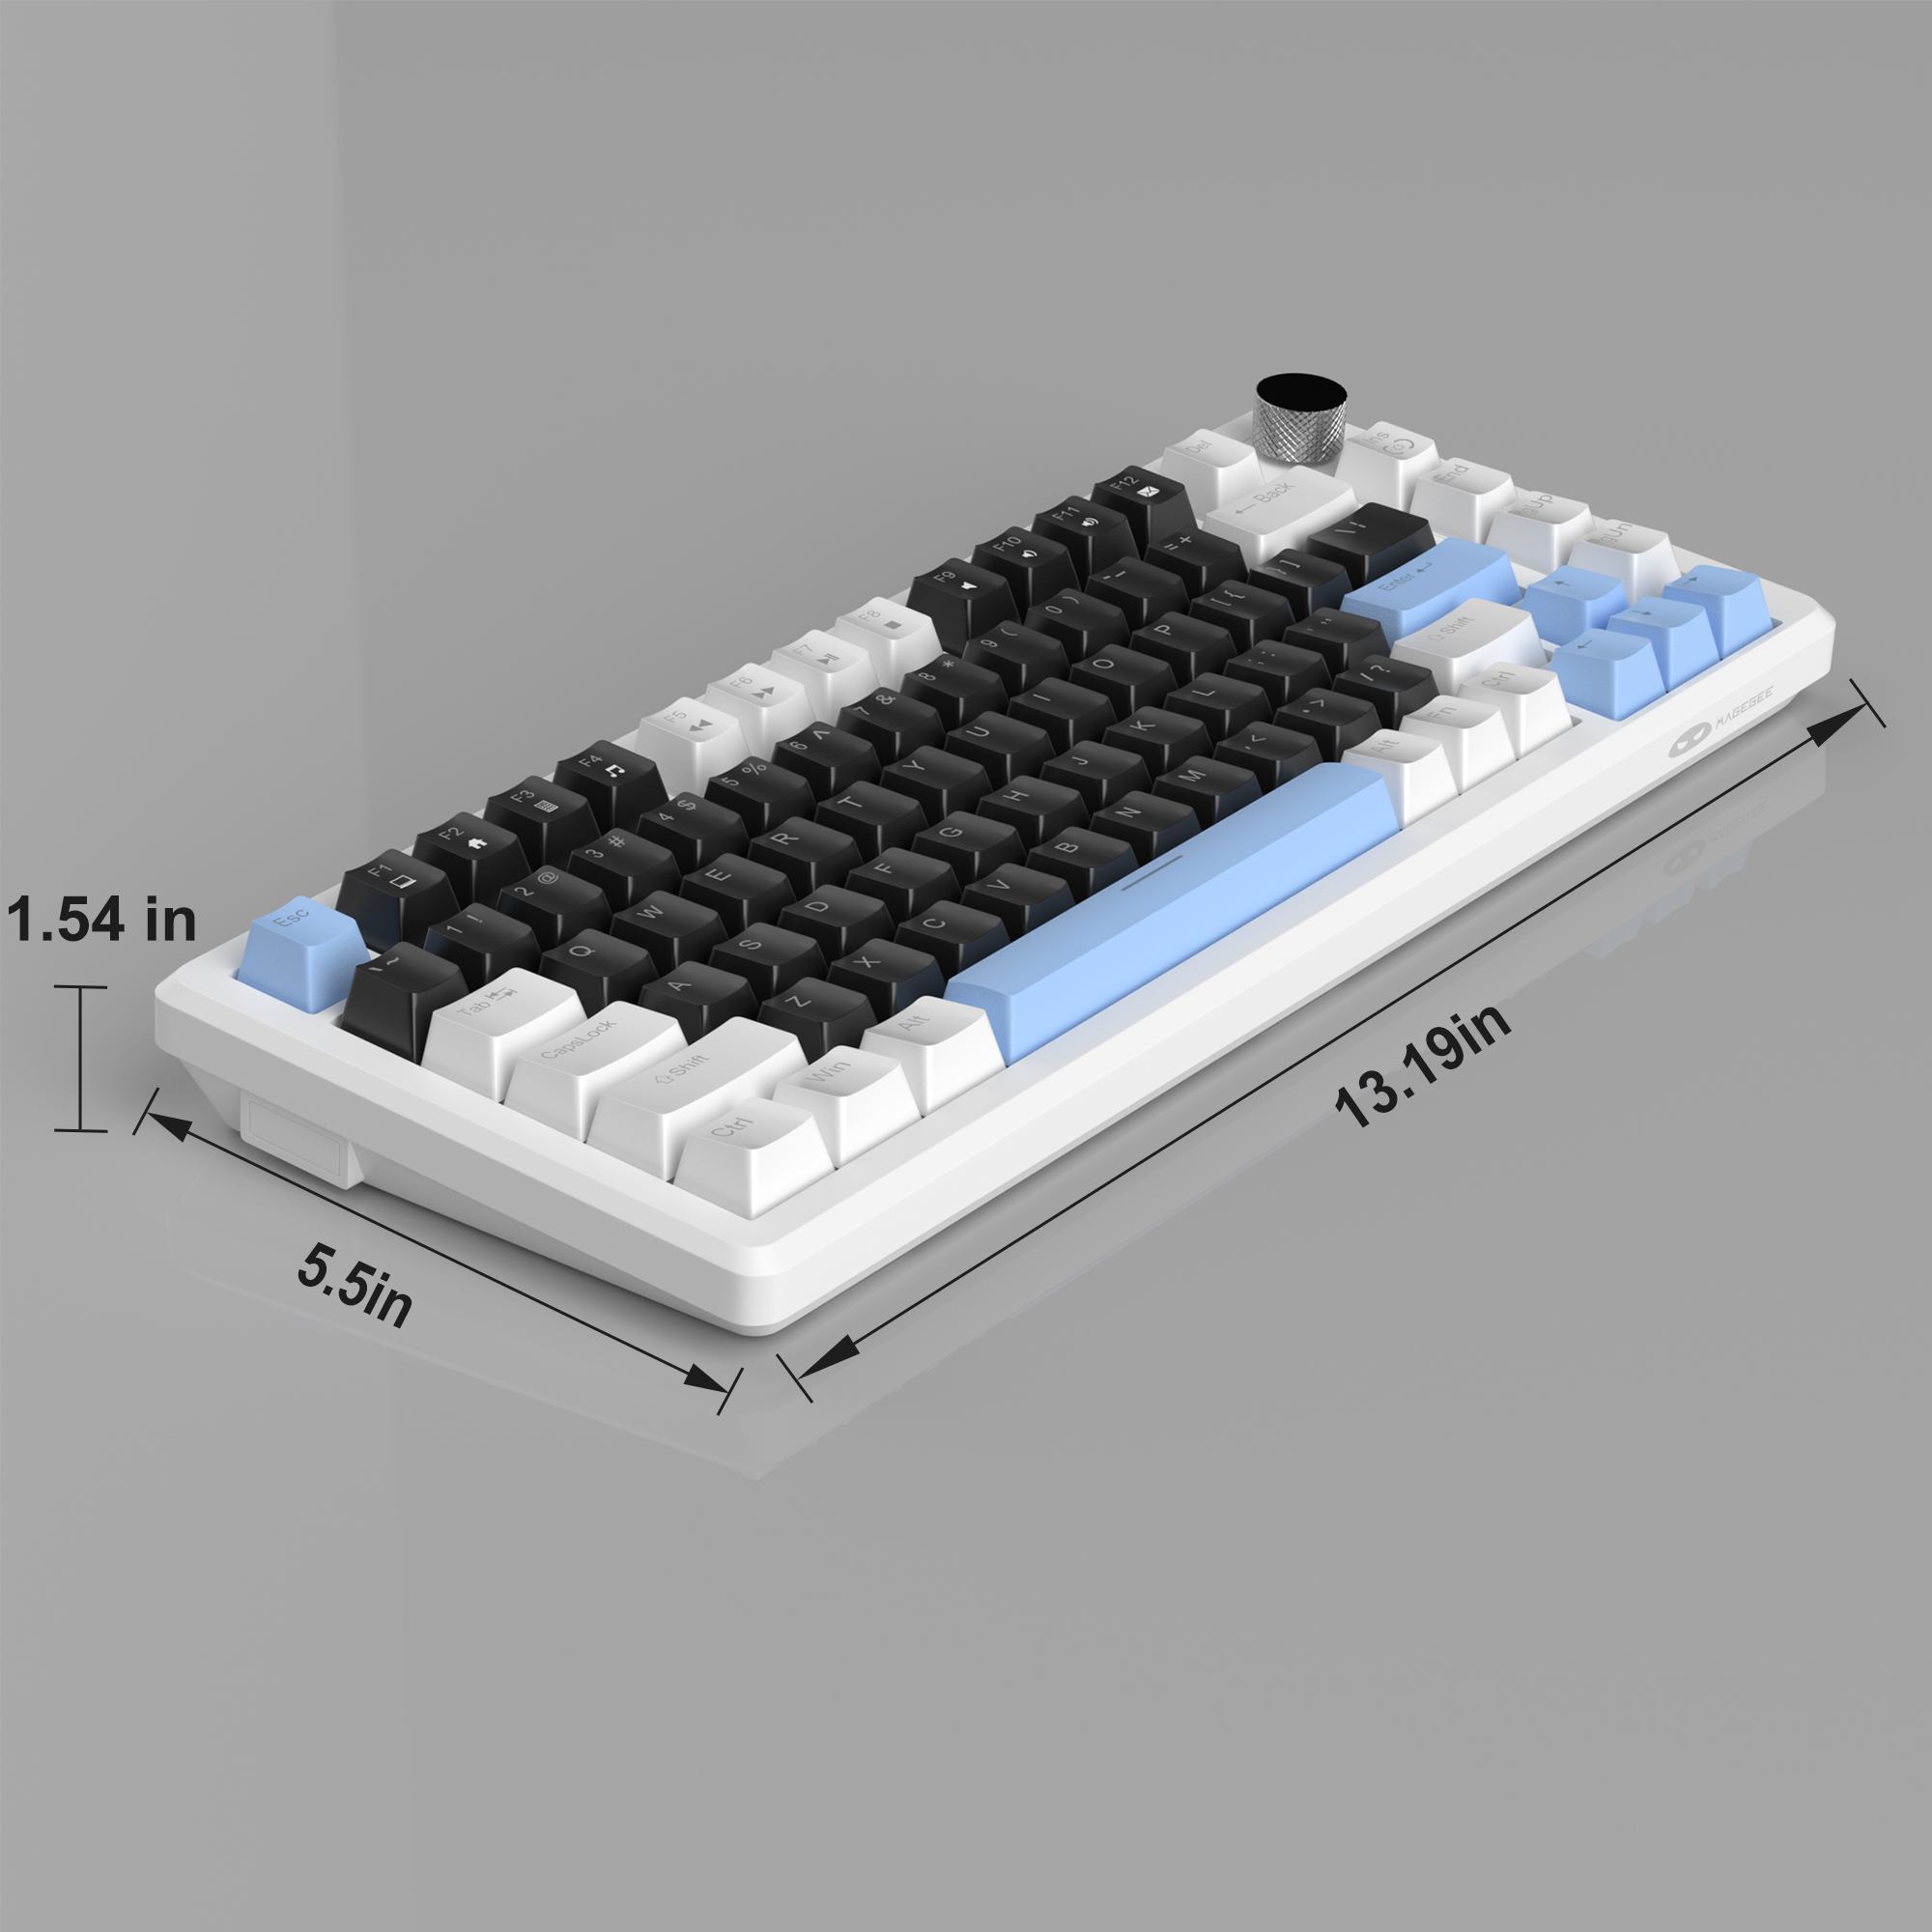 1.54 in
5.5in
13.19in
MAGEGEE
Esc
F1
F2
F3
F4
F5
F6
F7
F8
F9
F10
F11
F12
Del
Ins
` ~
1 !
2 @
3 #
4 $
5 %
6 ^
7 &
8 *
9 (
0 )
- 
= +
← Back
End
Tab
Q
W
E
R
T
Y
U
I
O
P
[ {
] }
\ |
CapsLock
A
S
D
F
G
H
J
K
L
; :
' "
Enter ↵
⇧ Shift
Z
X
C
V
B
N
M
, <
. >
/ ?
⇧ Shift
Ctrl
Win
Alt
Alt
Fn
Ctrl